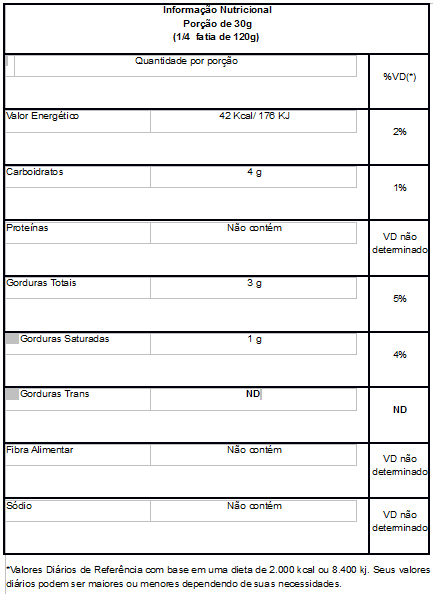 Informação Nutricional
Porção de 30g
(1/4 fatia de 120g)
Quantidade por porção
%VD(*)
Valor Energético 42 Kcal/ 176 KJ
2%
Carboidratos 4 g
1%
Proteínas Não contém
VD não
determinado
Gorduras Totais 3 g
5%
Gorduras Saturadas 1 g
4%
Gorduras Trans ND
ND
Fibra Alimentar Não contém
VD não
determinado
Sódio Não contém
VD não
determinado
*Valores Diários de Referência com base em uma dieta de 2.000 kcal ou 8.400 kj. Seus valores
diários podem ser maiores ou menores dependendo de suas necessidades.